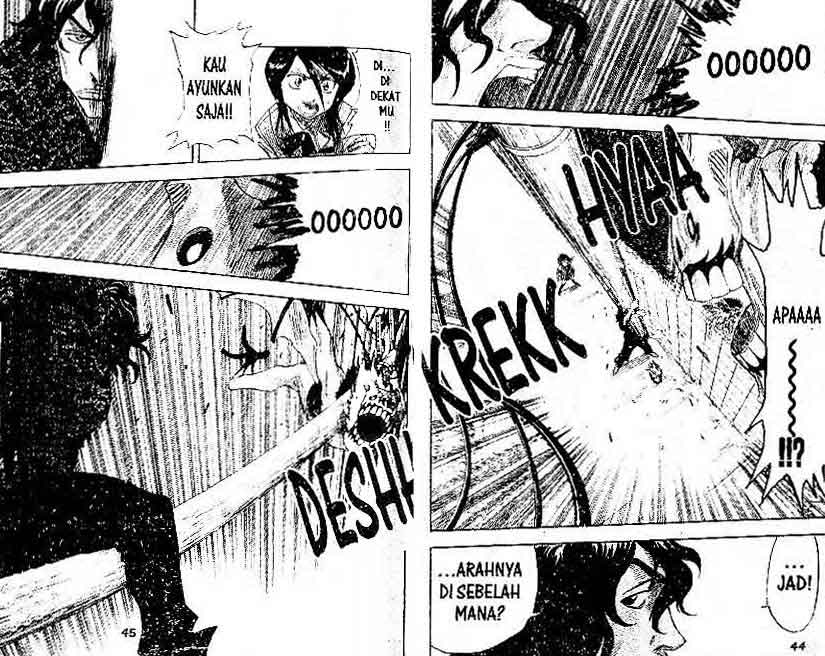 OOOOOO
HYAA
APAAAA
!!?
KREKK
...
JAD!
...ARAHNYA
DI SEBELAH
MANA?
44
DI...
DI
DEKAT
MU
!!
KAU
AYUNKAN
SAJA!!
OOOOOO
DESHH
45